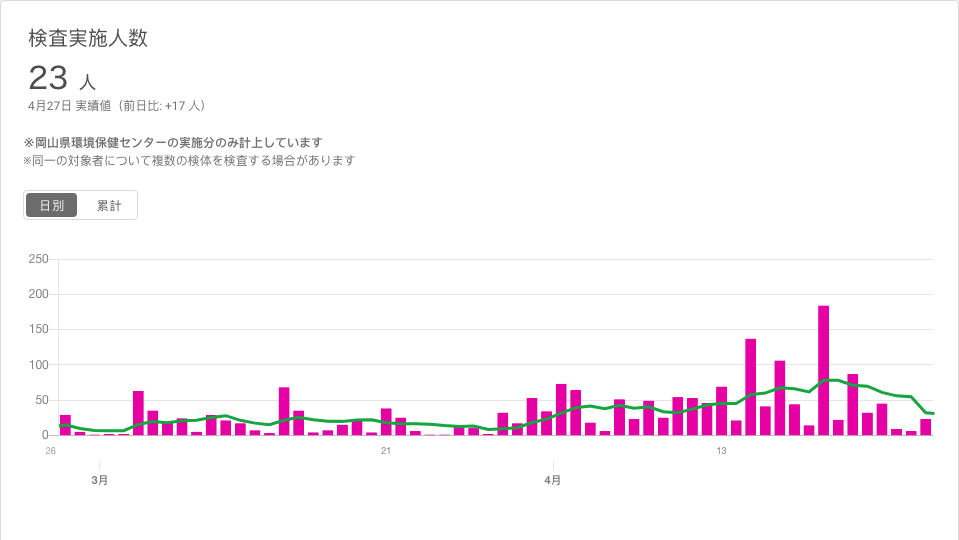 検査実施人数
23 人
4月27日 実績値（前日比: +17 人）
※岡山県環境保健センターの実施分のみ計上しています
※同一の対象者について複数の検体を検査する場合があります
日別 累計
250
200
150
100
50
0
26 21 13
3月 4月